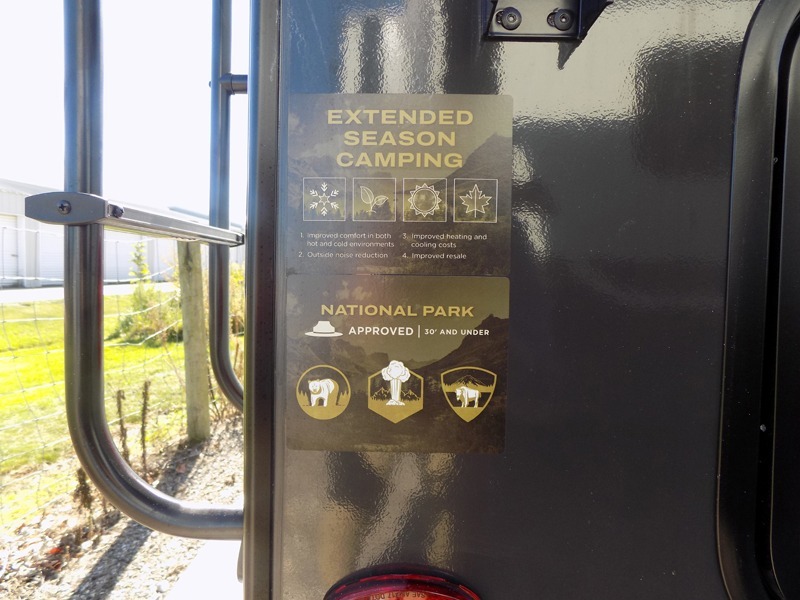 EXTENDED
SEASON
CAMPING
1. Improved comfort in both
hot and cold environments
2. Outside noise reduction
3. Improved heating and
cooling costs
4. Improved resale
NATIONAL PARK
APPROVED | 30' AND UNDER